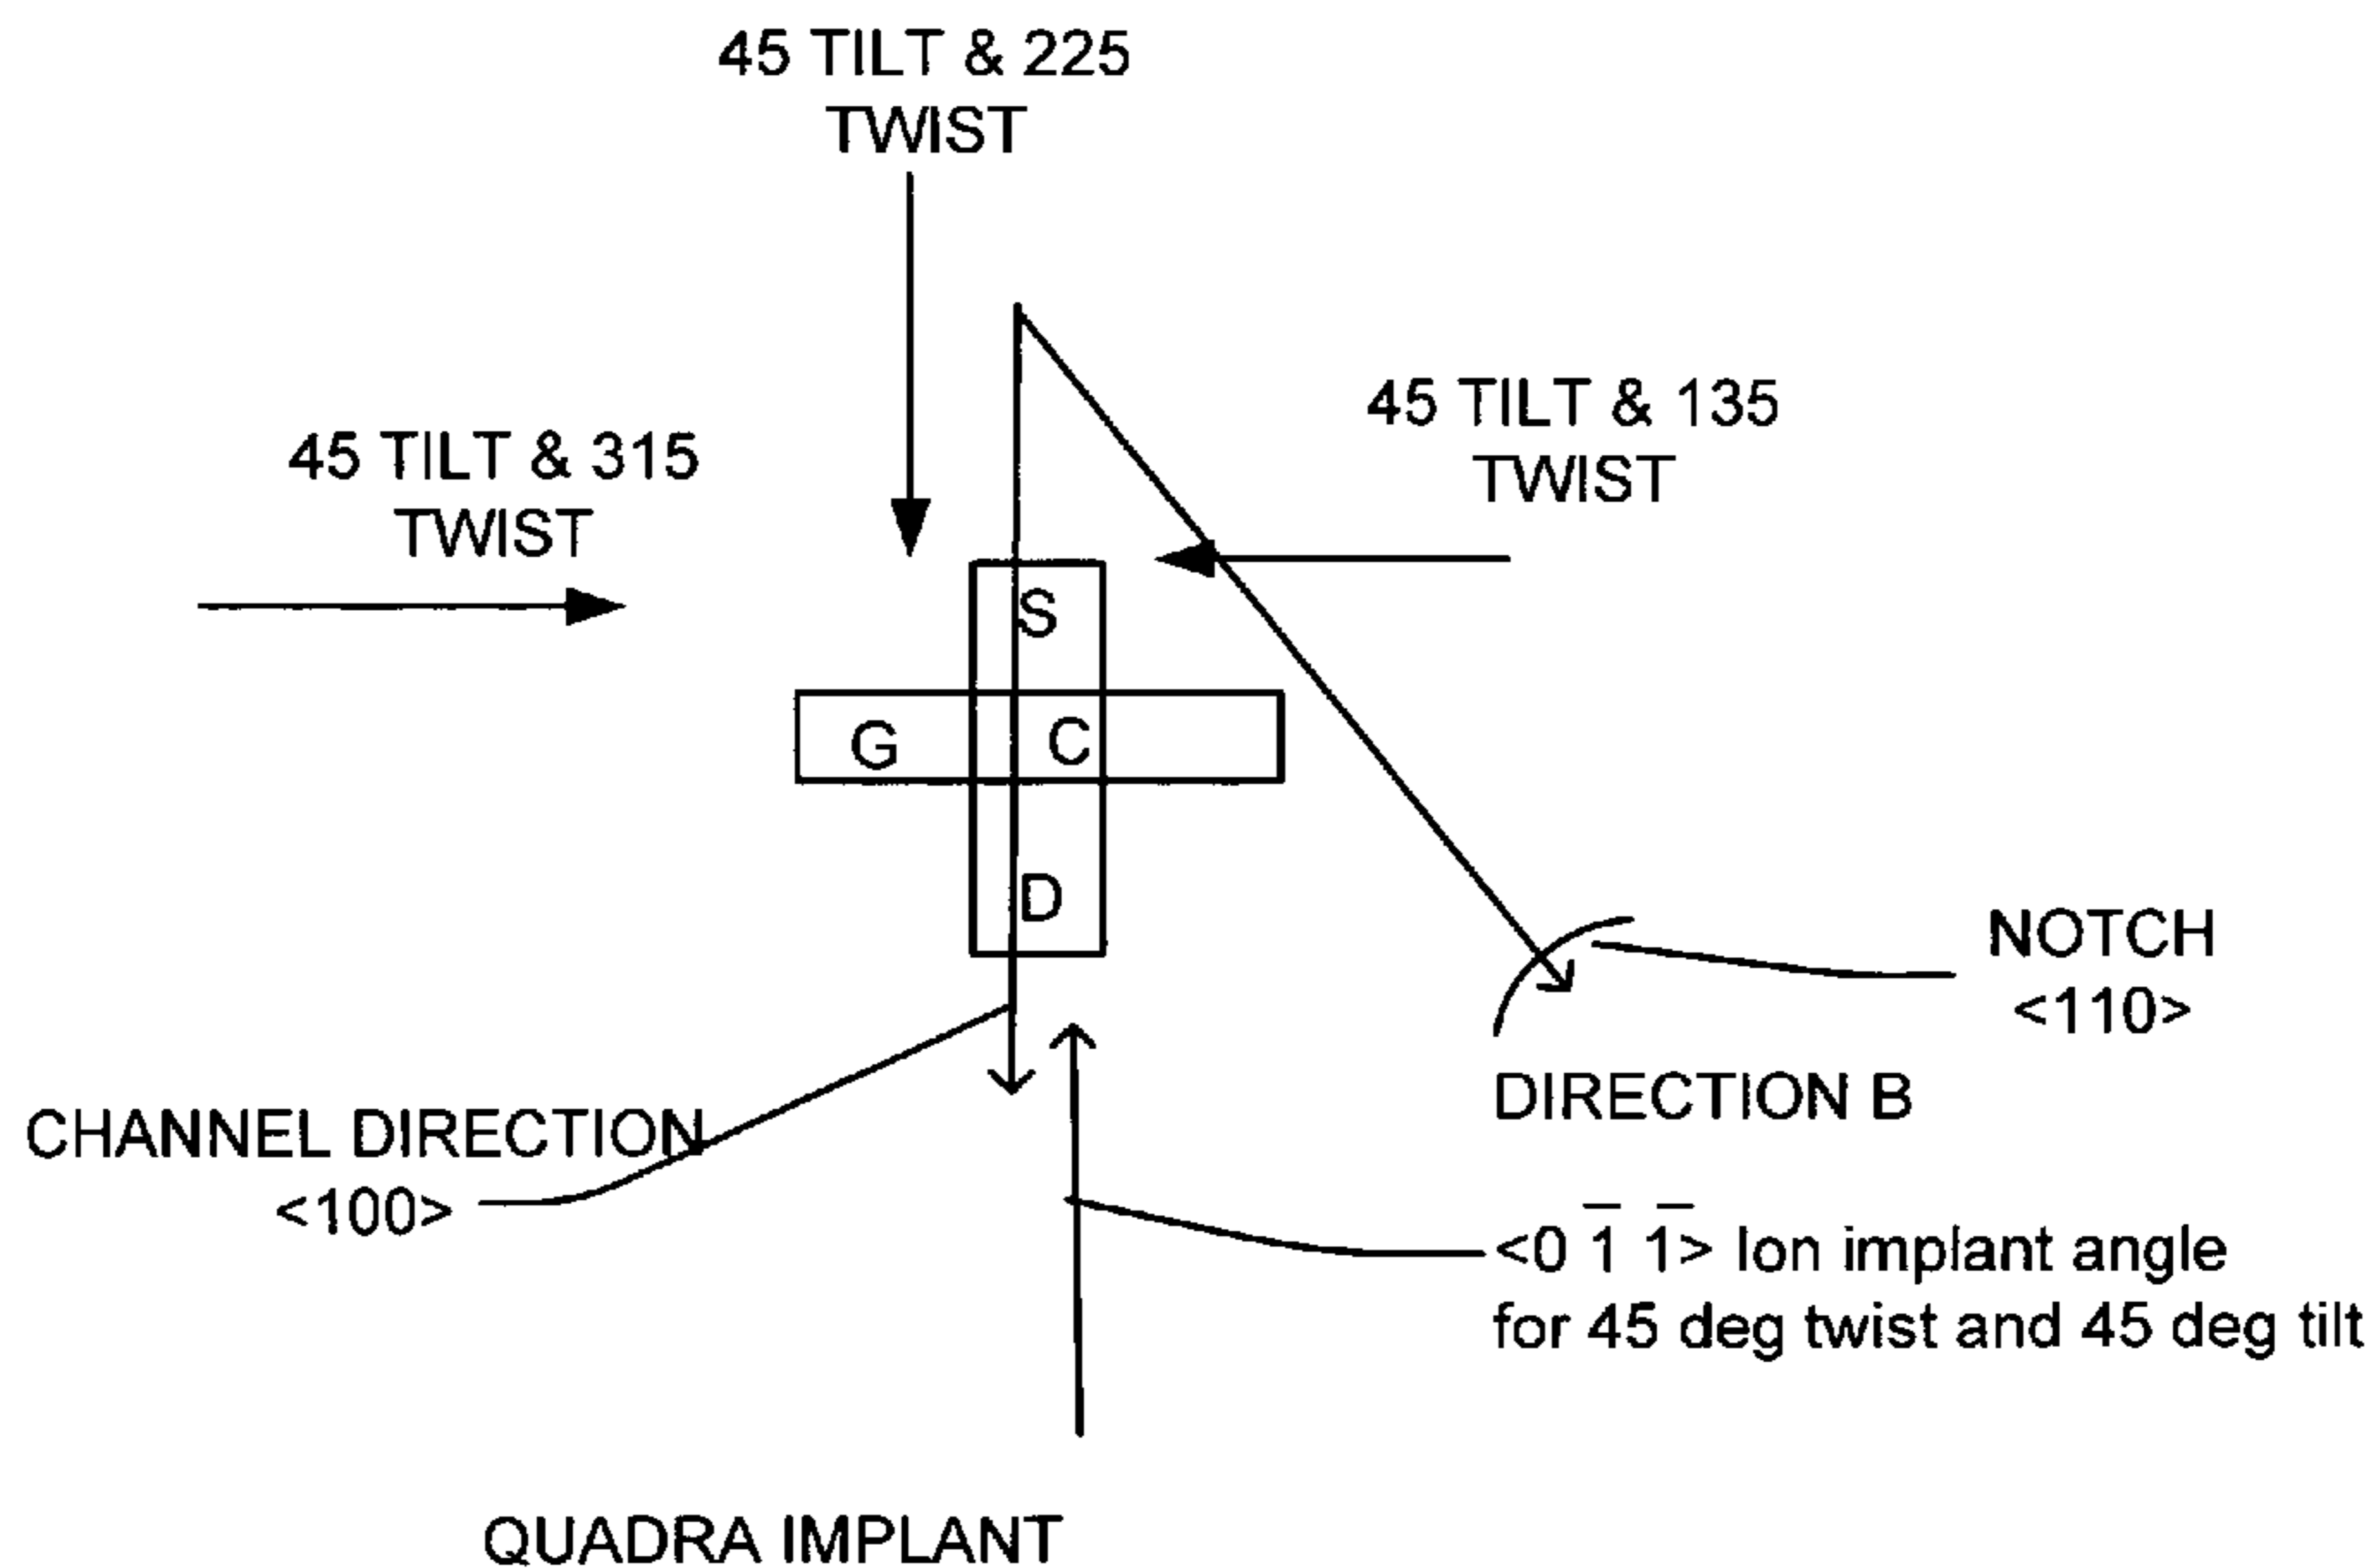 45 TILT & 225
TWIST
45 TILT & 135
TWIST
45 TILT & 315
TWIST
S
G
C
D
NOTCH
<110>
DIRECTION B
CHANNEL DIRECTION
<100>
<0 1̅ 1̅> Ion implant angle
for 45 deg twist and 45 deg tilt
QUADRA IMPLANT